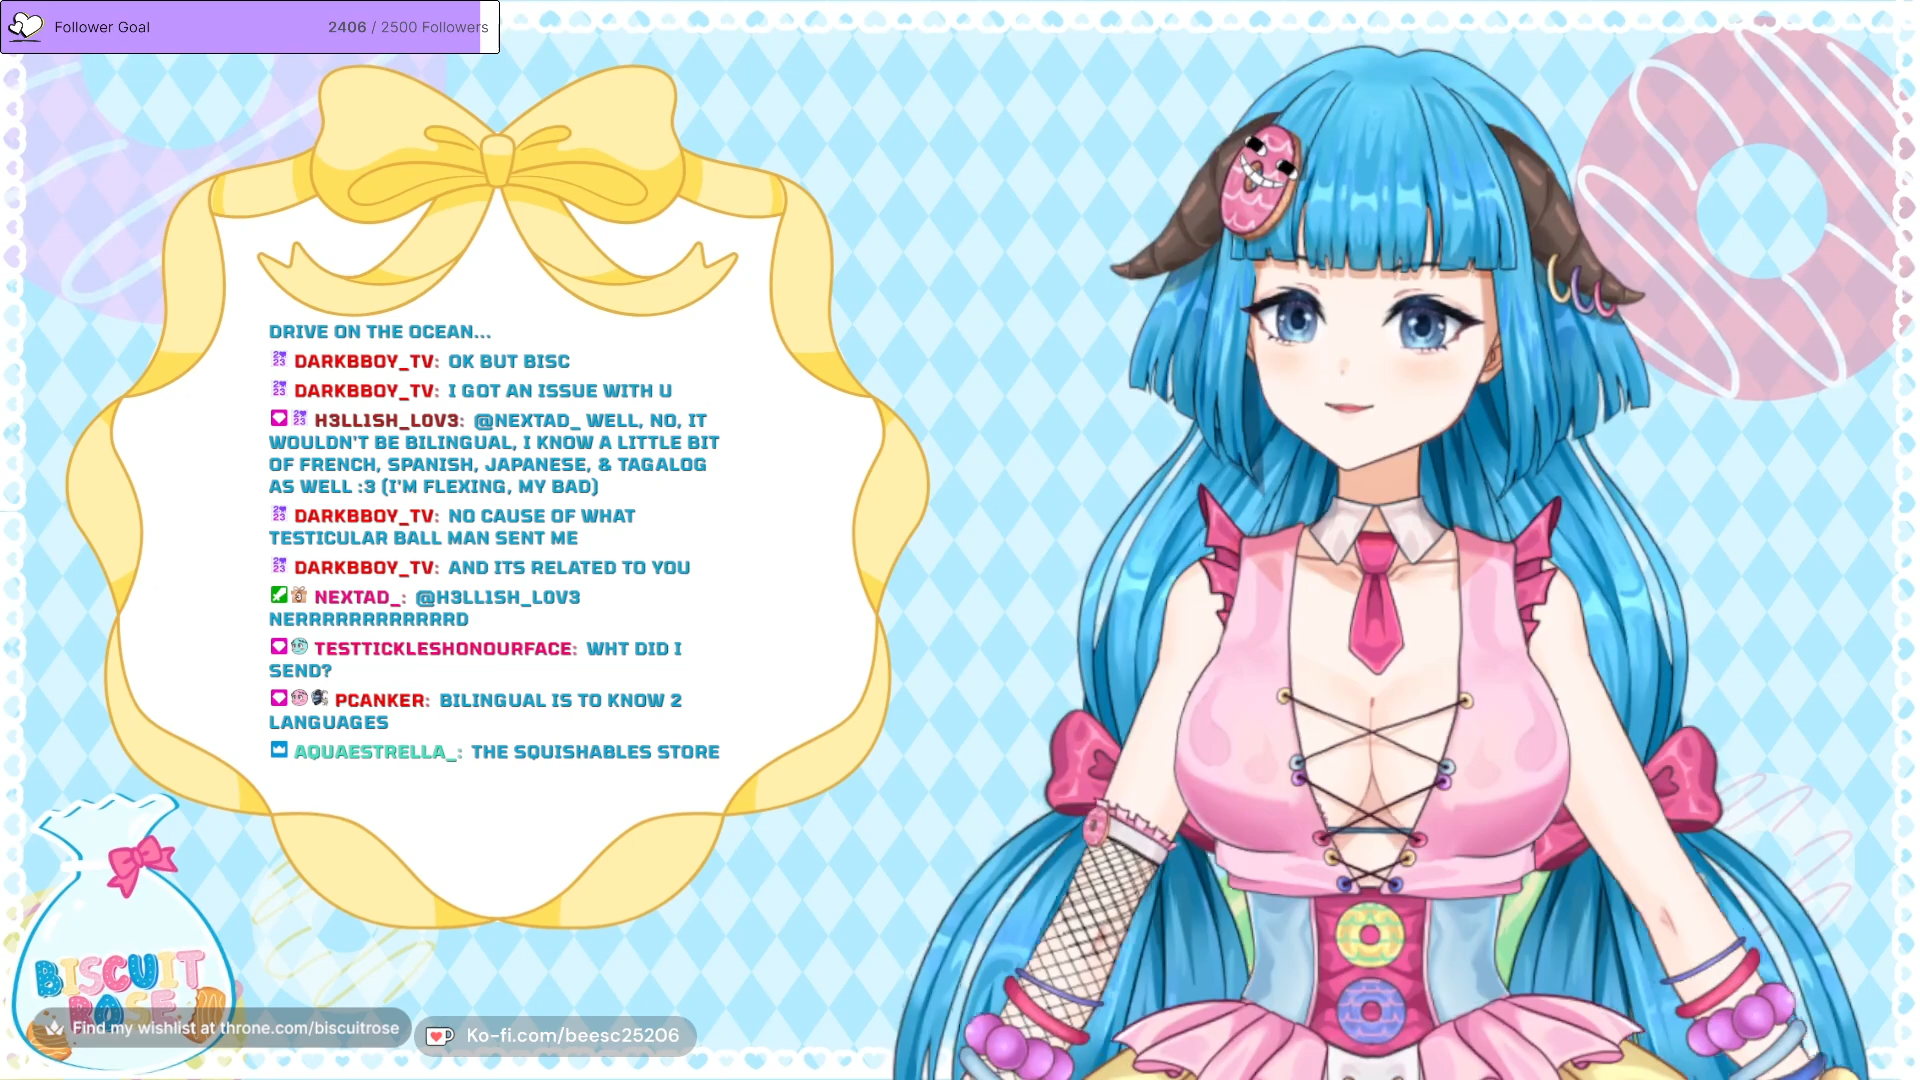 Follower Goal 2406 / 2500 Followers
DRIVE ON THE OCEAN...
DARKBBOY_TV: OK BUT BISC
DARKBBOY_TV: I GOT AN ISSUE WITH U
H3LL1SH_L0V3: @NEXTAD_ WELL, NO, IT
WOULDN'T BE BILINGUAL, I KNOW A LITTLE BIT
OF FRENCH, SPANISH, JAPANESE, & TAGALOG
AS WELL :3 (I'M FLEXING, MY BAD)
DARKBBOY_TV: NO CAUSE OF WHAT
TESTICULAR BALL MAN SENT ME
DARKBBOY_TV: AND ITS RELATED TO YOU
NEXTAD_: @H3LL1SH_L0V3
NERRRRRRRRRRRRD
TESTTICKLESHONOURFACE: WHT DID I
SEND?
PCANKER: BILINGUAL IS TO KNOW 2
LANGUAGES
AQUAESTRELLA_: THE SQUISHABLES STORE
BISCUIT
ROSE
Find my wishlist at throne.com/biscuitrose
Ko-fi.com/beesc25206